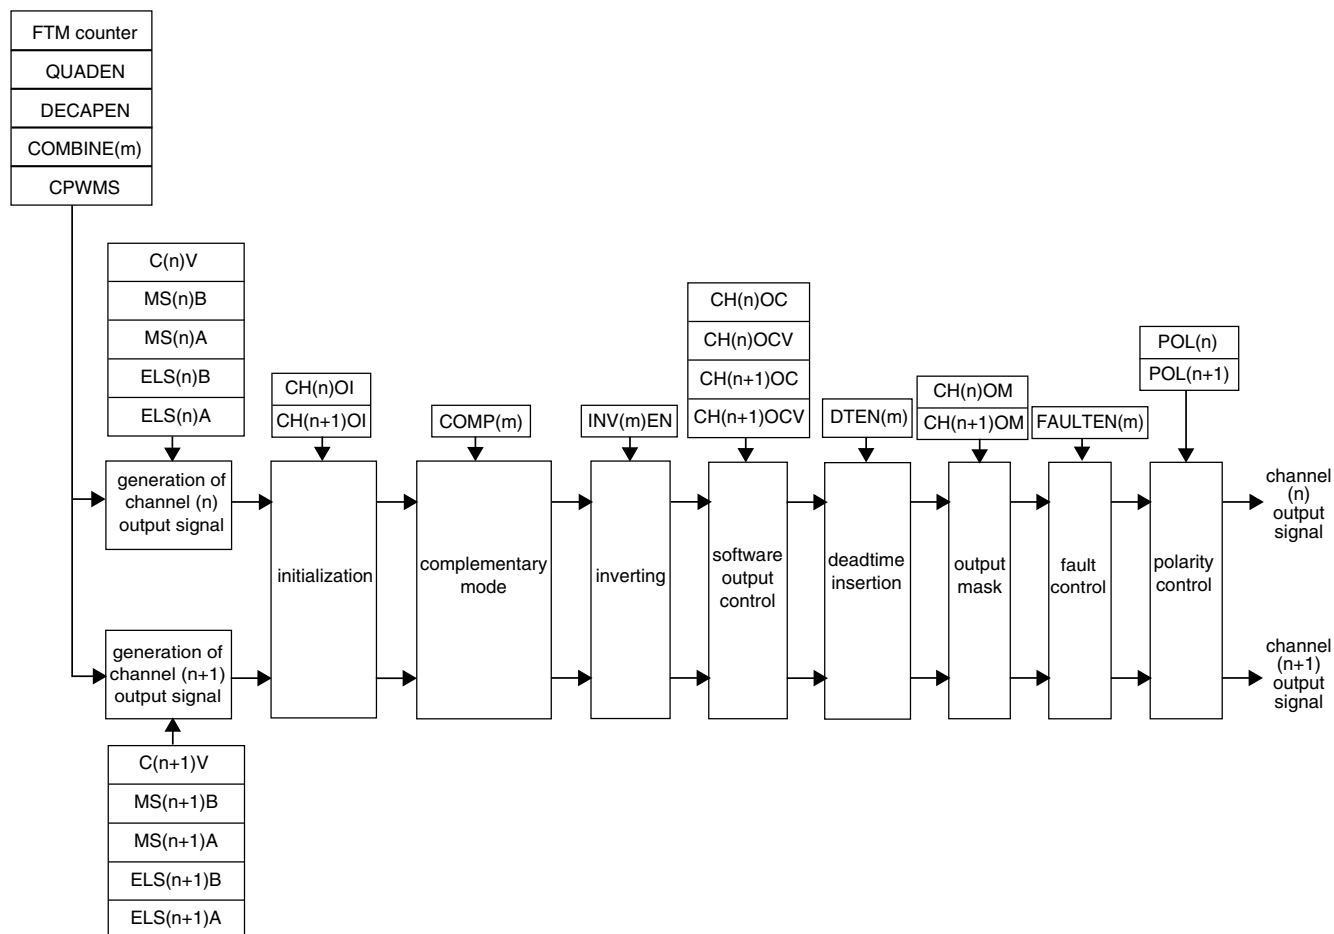 FTM counter
QUADEN
DECAPEN
COMBINE(m)
CPWMS
C(n)V
MS(n)B
MS(n)A
ELS(n)B
ELS(n)A
CH(n)OI
CH(n+1)OI
COMP(m)
INV(m)EN
CH(n)OC
CH(n)OCV
CH(n+1)OC
CH(n+1)OCV
DTEN(m)
CH(n)OM
CH(n+1)OM
FAULTEN(m)
POL(n)
POL(n+1)
generation of
channel (n)
output signal
initialization
complementary
mode
inverting
software
output
control
deadtime
insertion
output
mask
fault
control
polarity
control
channel
(n)
output
signal
generation of
channel (n+1)
output signal
channel
(n+1)
output
signal
C(n+1)V
MS(n+1)B
MS(n+1)A
ELS(n+1)B
ELS(n+1)A